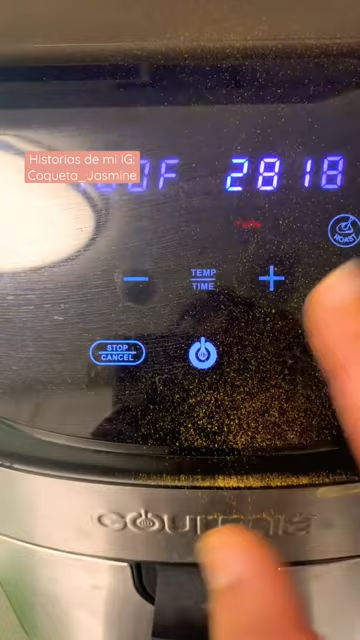 Historias de mi IG:
Coqueta_Jasmine
2818
ROAST
TEMP
TIME
STOP
CANCEL